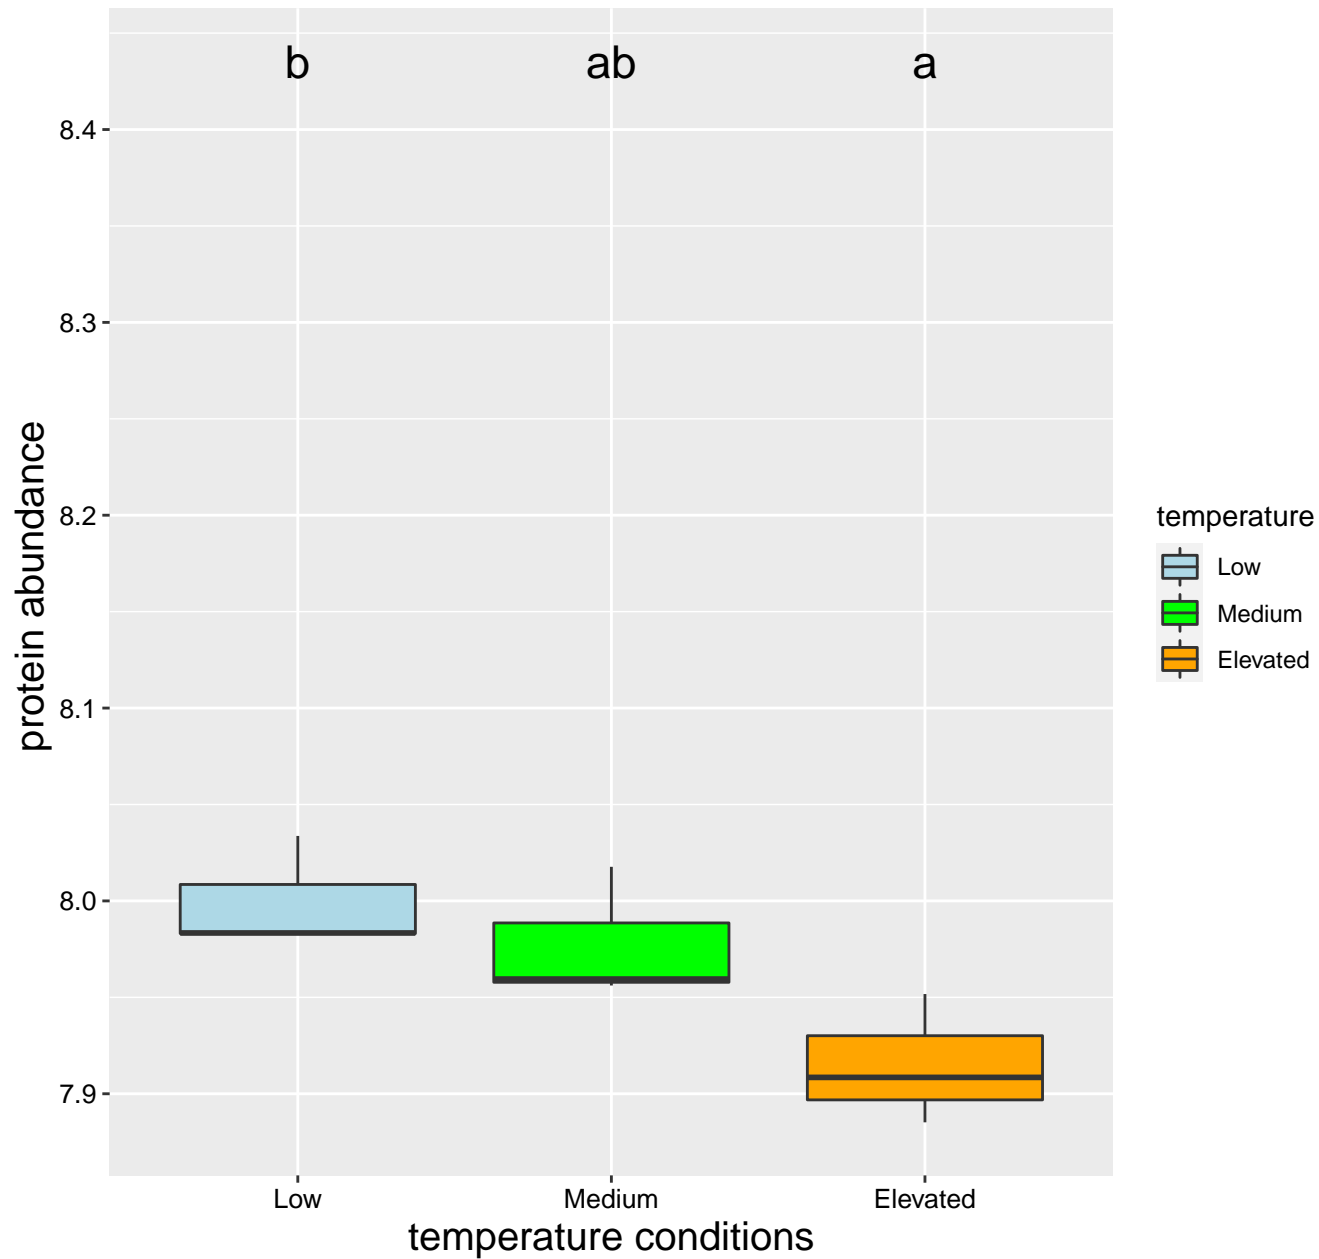 b ab a
8.4
8.3
8.2
8.1
8.0
7.9
protein abundance
Low Medium Elevated
temperature conditions
temperature
Low
Medium
Elevated